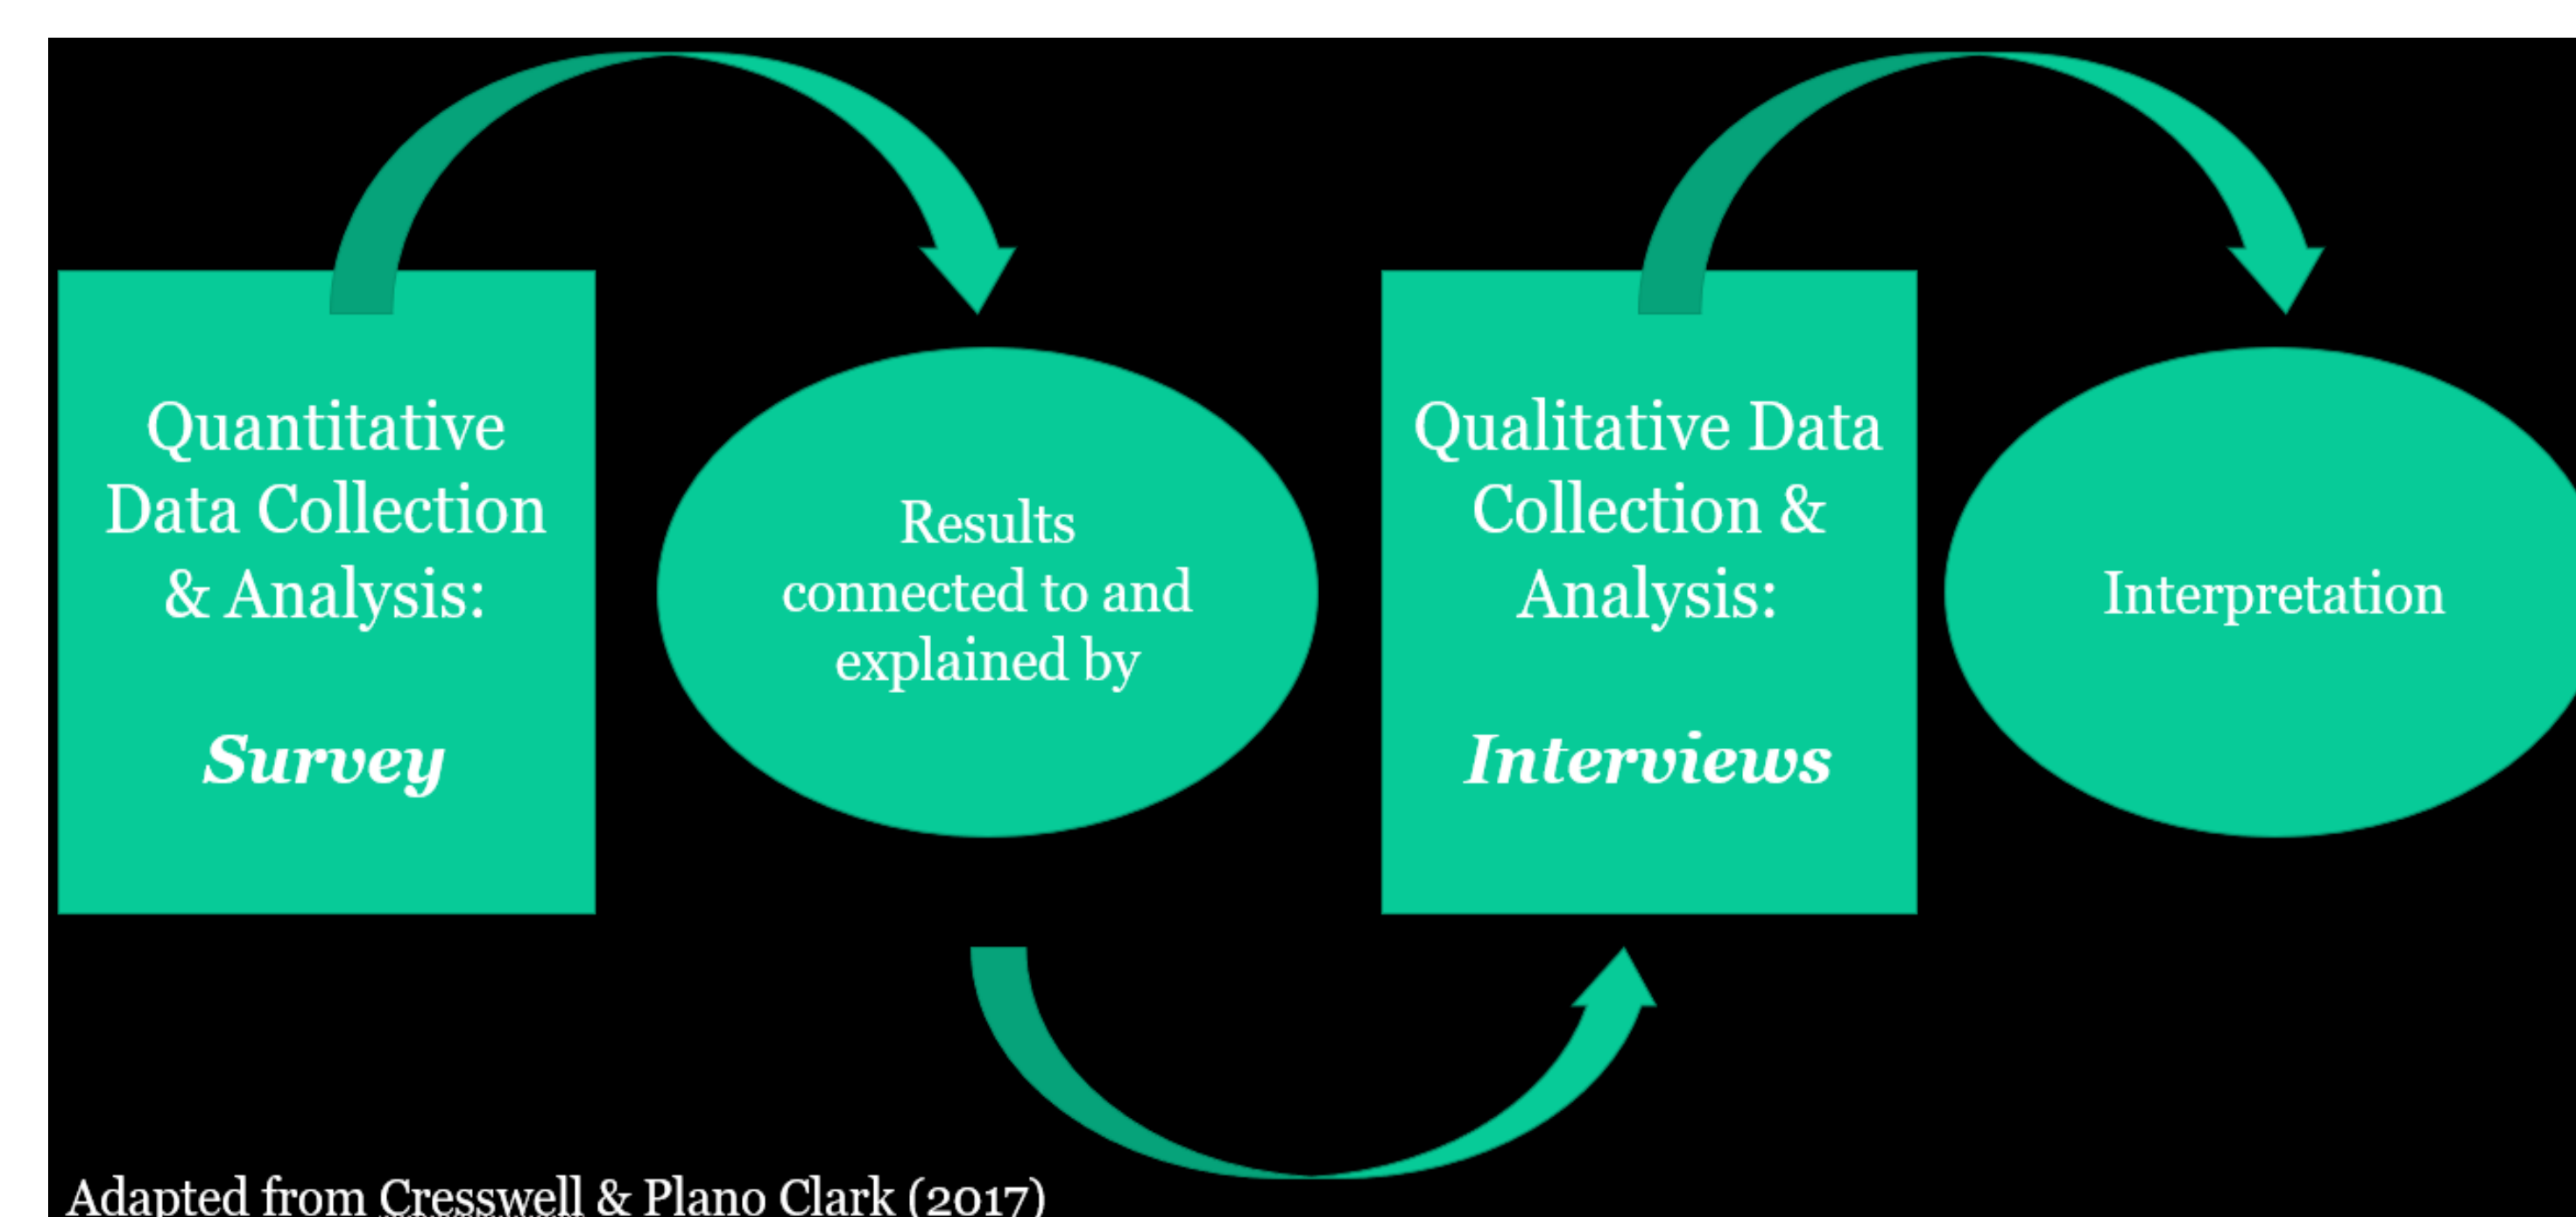 Quantitative
Data Collection
& Analysis:
Survey
Results
connected to and
explained by
Qualitative Data
Collection &
Analysis:
Interviews
Interpretation
Adapted from Cresswell & Plano Clark (2017)